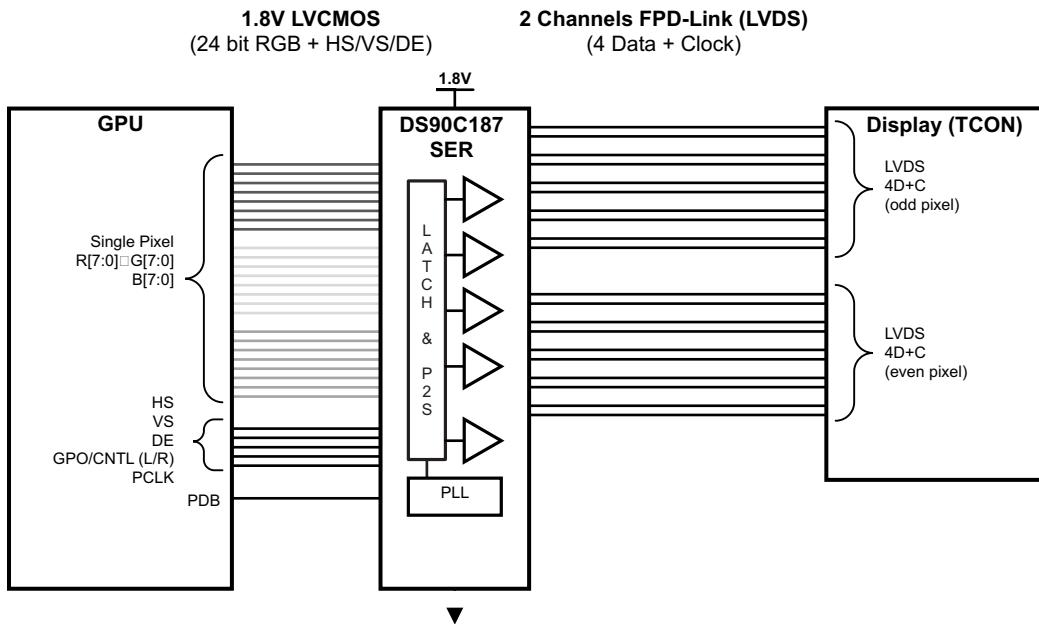 1.8V LVCMOS
(24 bit RGB + HS/VS/DE)
2 Channels FPD-Link (LVDS)
(4 Data + Clock)
1.8V
GPU
DS90C187
SER
Display (TCON)
Single Pixel
R[7:0]□G[7:0]
B[7:0]
HS
VS
DE
GPO/CNTL (L/R)
PCLK
PDB
LATCH & P2S
PLL
LVDS
4D+C
(odd pixel)
LVDS
4D+C
(even pixel)